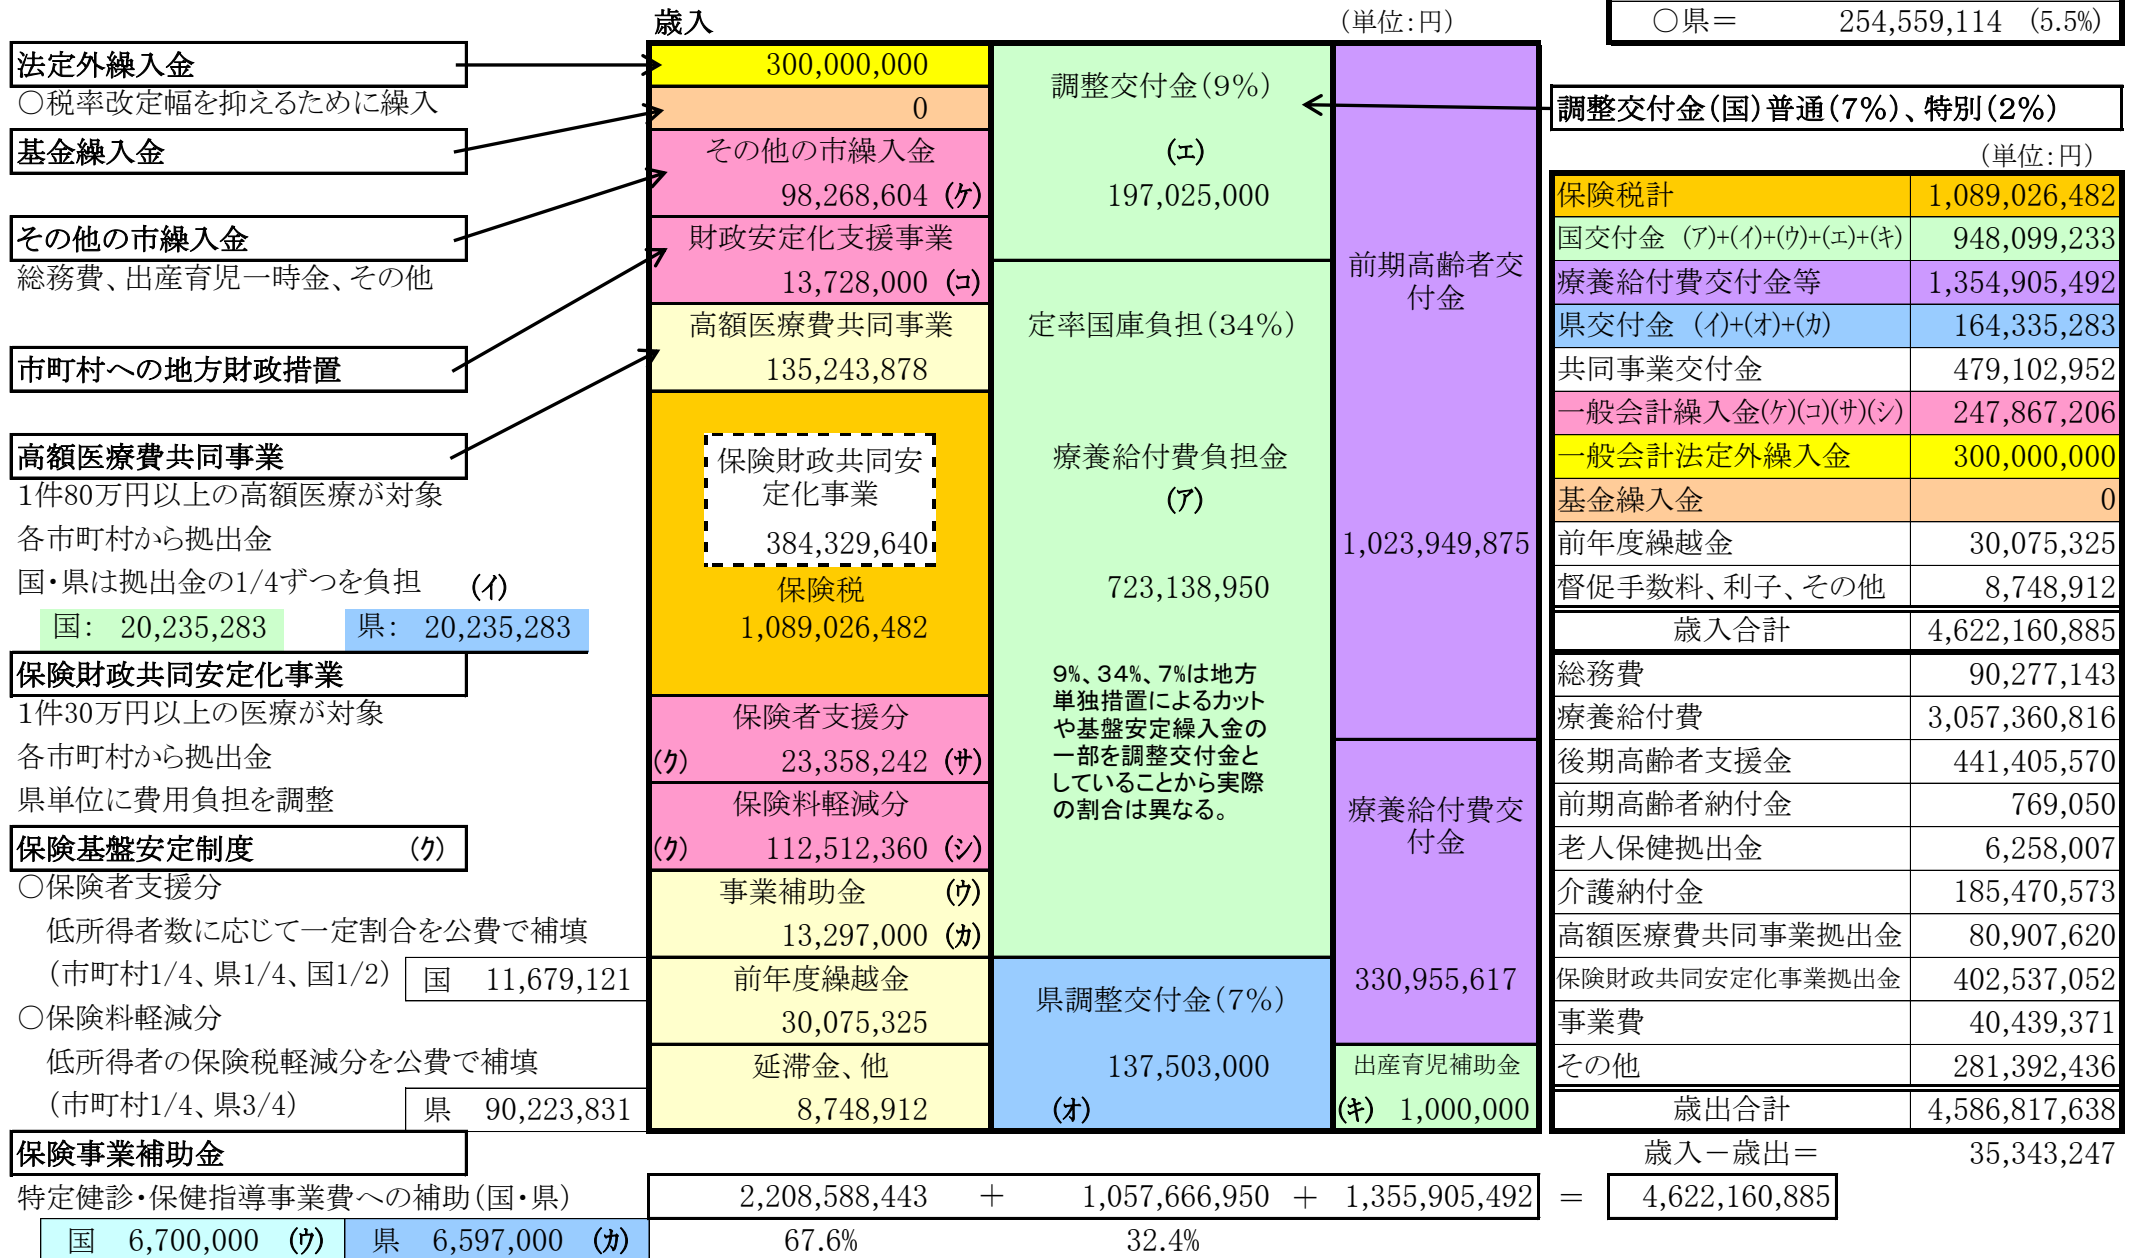 歳入
(単位:円)
○県＝ 254,559,114 (5.5%)
法定外繰入金
○税率改定幅を抑えるために繰入
基金繰入金
その他の市繰入金
総務費、出産育児一時金、その他
市町村への地方財政措置
高額医療費共同事業
1件80万円以上の高額医療が対象
各市町村から拠出金
国・県は拠出金の1/4ずつを負担 (イ)
国: 20,235,283 県: 20,235,283
保険財政共同安定化事業
1件30万円以上の医療が対象
各市町村から拠出金
県単位に費用負担を調整
保険基盤安定制度 (ク)
○保険者支援分
低所得者数に応じて一定割合を公費で補填
(市町村1/4、県1/4、国1/2) 国 11,679,121
○保険料軽減分
低所得者の保険税軽減分を公費で補填
(市町村1/4、県3/4) 県 90,223,831
保険事業補助金
特定健診・保健指導事業費への補助(国・県)
国 6,700,000 (ウ) 県 6,597,000 (カ)
300,000,000
0
その他の市繰入金
98,268,604 (ケ)
財政安定化支援事業
13,728,000 (コ)
高額医療費共同事業
135,243,878
保険財政共同安
定化事業
384,329,640
保険税
1,089,026,482
保険者支援分
(ク) 23,358,242 (サ)
保険料軽減分
(ク) 112,512,360 (シ)
事業補助金 (ウ)
13,297,000 (カ)
前年度繰越金
30,075,325
延滞金、他
8,748,912
調整交付金(9%)
(エ)
197,025,000
定率国庫負担(34%)
療養給付費負担金
(ア)
723,138,950
9%、34%、7%は地方
単独措置によるカット
や基盤安定繰入金の
一部を調整交付金と
していることから実際
の割合は異なる。
県調整交付金(7%)
137,503,000
(オ)
前期高齢者交
付金
1,023,949,875
療養給付費交
付金
330,955,617
出産育児補助金
(キ) 1,000,000
調整交付金(国)普通(7%)、特別(2%)
(単位:円)
保険税計 1,089,026,482
国交付金 (ア)+(イ)+(ウ)+(エ)+(キ) 948,099,233
療養給付費交付金等 1,354,905,492
県交付金 (イ)+(オ)+(カ) 164,335,283
共同事業交付金 479,102,952
一般会計繰入金(ケ)(コ)(サ)(シ) 247,867,206
一般会計法定外繰入金 300,000,000
基金繰入金 0
前年度繰越金 30,075,325
督促手数料、利子、その他 8,748,912
歳入合計 4,622,160,885
総務費 90,277,143
療養給付費 3,057,360,816
後期高齢者支援金 441,405,570
前期高齢者納付金 769,050
老人保健拠出金 6,258,007
介護納付金 185,470,573
高額医療費共同事業拠出金 80,907,620
保険財政共同安定化事業拠出金 402,537,052
事業費 40,439,371
その他 281,392,436
歳出合計 4,586,817,638
歳入－歳出＝ 35,343,247
2,208,588,443 + 1,057,666,950 + 1,355,905,492 = 4,622,160,885
67.6% 32.4%